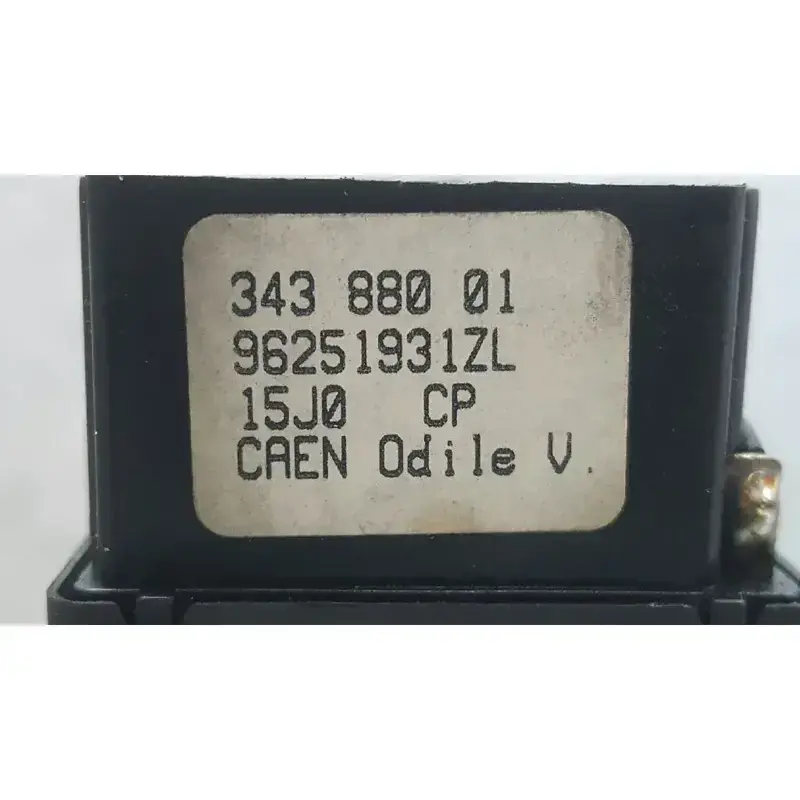 343 880 01
96251931ZL
15J0 CP
CAEN Odile V.